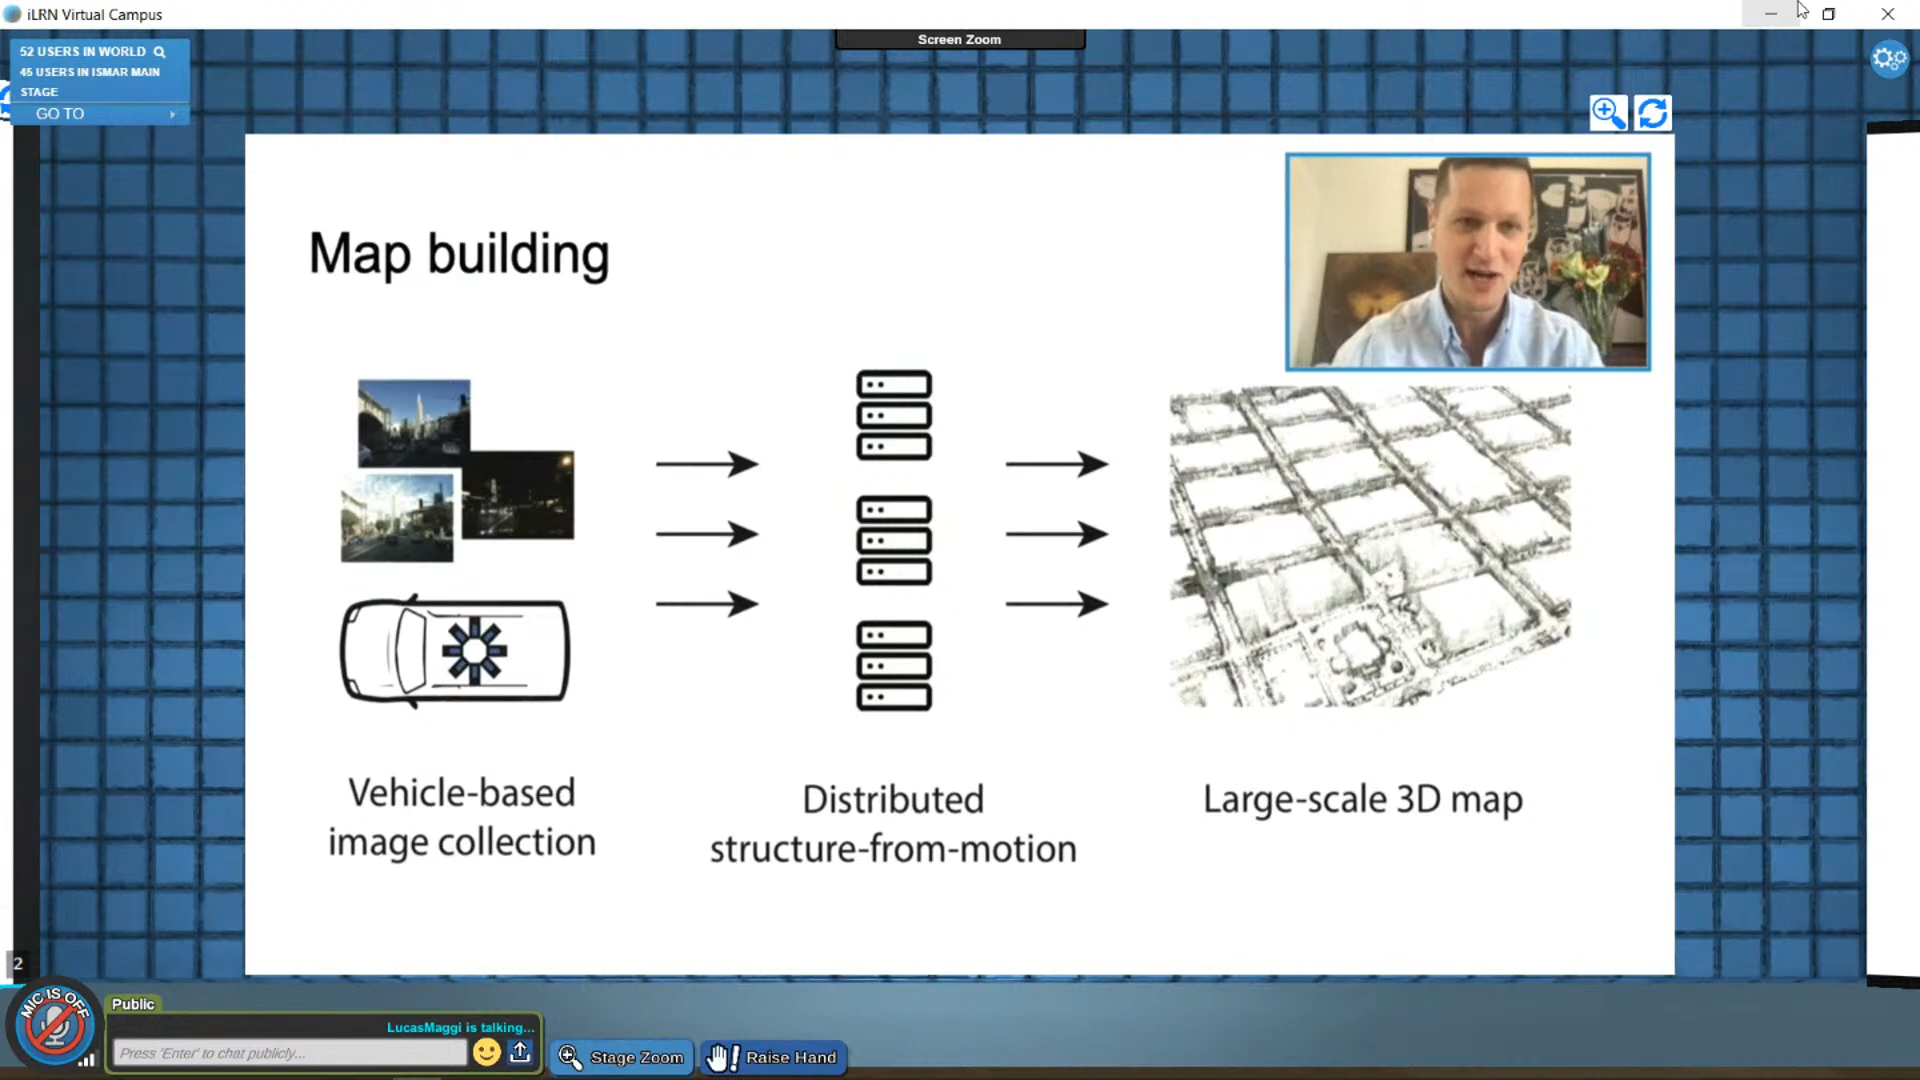 iLRN Virtual Campus
52 USERS IN WORLD
45 USERS IN ISMAR MAIN
STAGE
GO TO
Screen Zoom
Map building
Vehicle-based
image collection
Distributed
structure-from-motion
Large-scale 3D map
2
MIC IS OFF
Public
LucasMaggi is talking...
Press 'Enter' to chat publicly...
Stage Zoom
Raise Hand